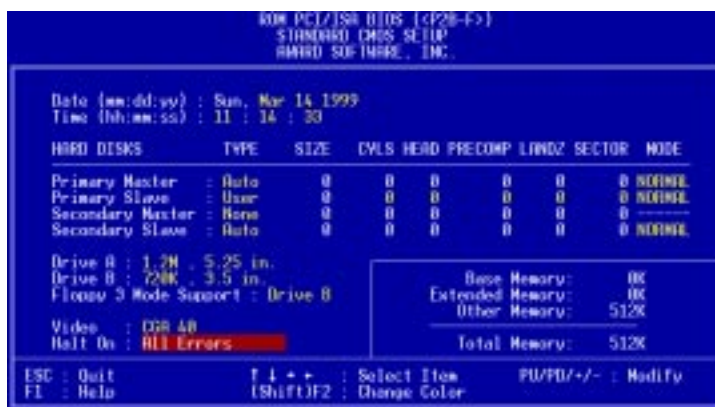 ROM PCI/ISA BIOS (<P2B-F>)
STANDARD CMOS SETUP
AWARD SOFTWARE, INC.
Date (mm:dd:yy) : Sun, Mar 14 1999
Time (hh:mm:ss) : 11 : 14 : 33
HARD DISKS TYPE SIZE CYLS HEAD PRECOMP LANDZ SECTOR MODE
Primary Master : Auto 0 0 0 0 0 0 NORMAL
Primary Slave : User 0 0 0 0 0 0 NORMAL
Secondary Master : None 0 0 0 0 0 0 ------
Secondary Slave : Auto 0 0 0 0 0 0 NORMAL
Drive A : 1.2M , 5.25 in.
Drive B : 720K , 3.5 in.
Floppy 3 Mode Support : Drive B
Video : CGA 40
Halt On : All Errors
Base Memory: 0K
Extended Memory: 0K
Other Memory: 512K
Total Memory: 512K
ESC : Quit ↑ ↓ → ← : Select Item PU/PD/+/- : Modify
F1 : Help (Shift)F2 : Change Color